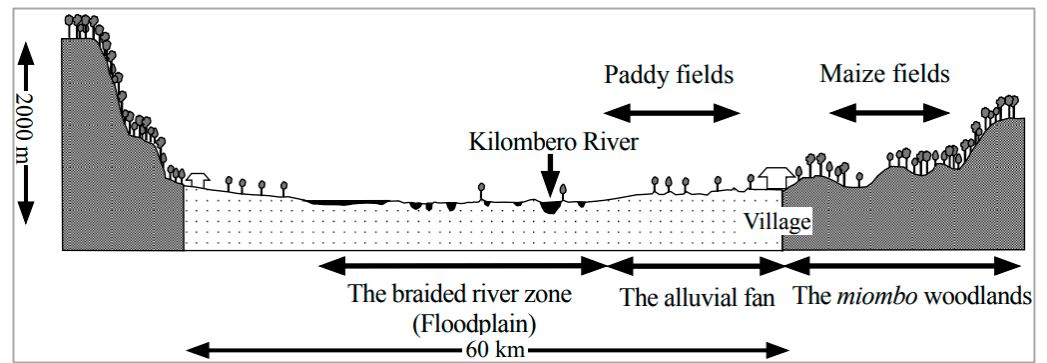 Paddy fields
Maize fields
2000 m
Kilombero River
Village
The braided river zone
(Floodplain)
The alluvial fan
The miombo woodlands
60 km